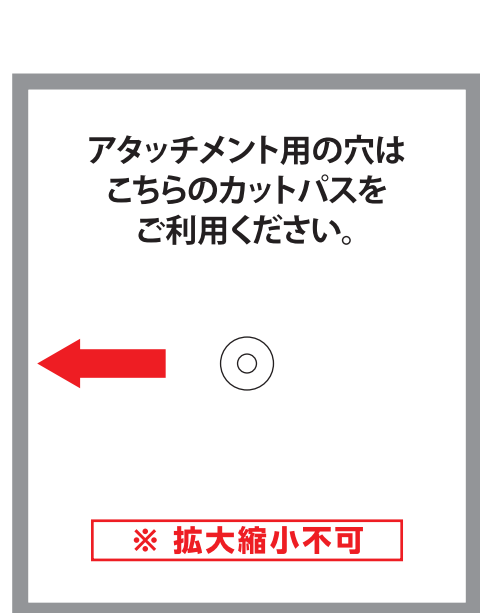 アタッチメント用の穴は
こちらのカットパスを
ご利用ください。
※ 拡大縮小不可